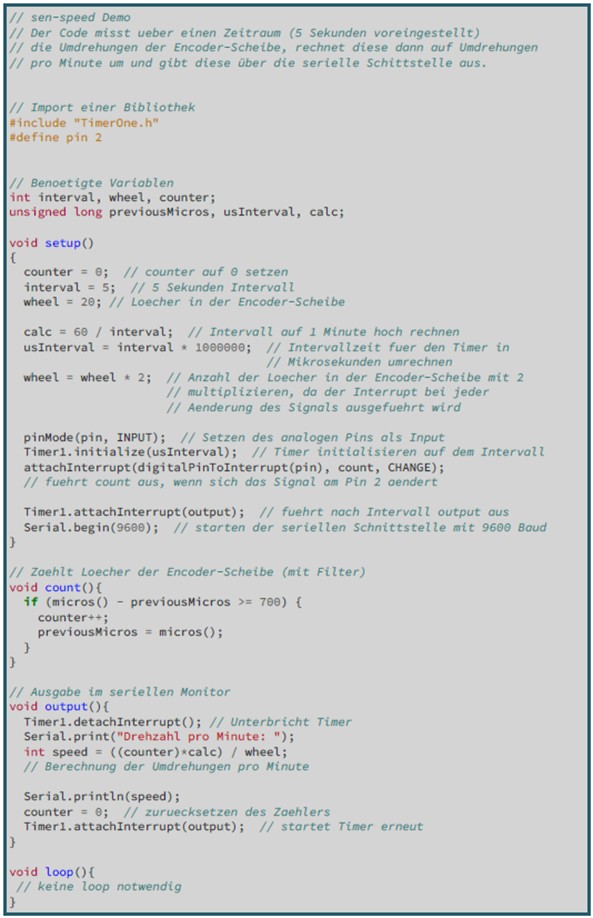 // sen-speed Demo
// Der Code misst ueber einen Zeitraum (5 Sekunden voreingestellt)
// die Umdrehungen der Encoder-Scheibe, rechnet diese dann auf Umdrehungen
// pro Minute um und gibt diese über die serielle Schittstelle aus.
// Import einer Bibliothek
#include "TimerOne.h"
#define pin 2
// Benoetigte Variablen
int interval, wheel, counter;
unsigned long previousMicros, usInterval, calc;
void setup()
{
counter = 0; // counter auf 0 setzen
interval = 5; // 5 Sekunden Intervall
wheel = 20; // Loecher in der Encoder-Scheibe
calc = 60 / interval; // Intervall auf 1 Minute hoch rechnen
usInterval = interval * 1000000; // Intervallzeit fuer den Timer in
// Mikrosekunden umrechnen
wheel = wheel * 2; // Anzahl der Loecher in der Encoder-Scheibe mit 2
// multiplizieren, da der Interrupt bei jeder
// Aenderung des Signals ausgefuehrt wird
pinMode(pin, INPUT); // Setzen des analogen Pins als Input
Timer1.initialize(usInterval); // Timer initialisieren auf dem Intervall
attachInterrupt(digitalPinToInterrupt(pin), count, CHANGE);
// fuehrt count aus, wenn sich das Signal am Pin 2 aendert
Timer1.attachInterrupt(output); // fuehrt nach Intervall output aus
Serial.begin(9600); // starten der seriellen Schnittstelle mit 9600 Baud
}
// Zaehlt Loecher der Encoder-Scheibe (mit Filter)
void count(){
if (micros() - previousMicros >= 700) {
counter++;
previousMicros = micros();
}
}
// Ausgabe im seriellen Monitor
void output(){
Timer1.detachInterrupt(); // Unterbricht Timer
Serial.print("Drehzahl pro Minute: ");
int speed = ((counter)*calc) / wheel;
// Berechnung der Umdrehungen pro Minute
Serial.println(speed);
counter = 0; // zuruecksetzen des Zaehlers
Timer1.attachInterrupt(output); // startet Timer erneut
}
void loop(){
// keine loop notwendig
}